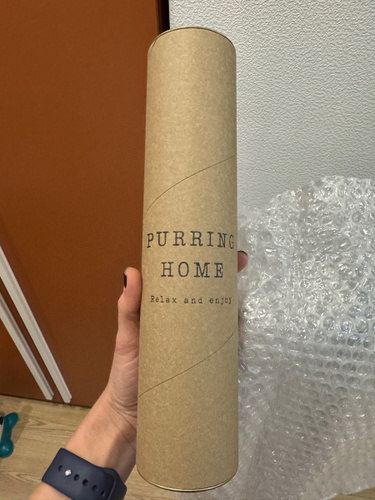 PURRING
HOME
Relax and enjoy